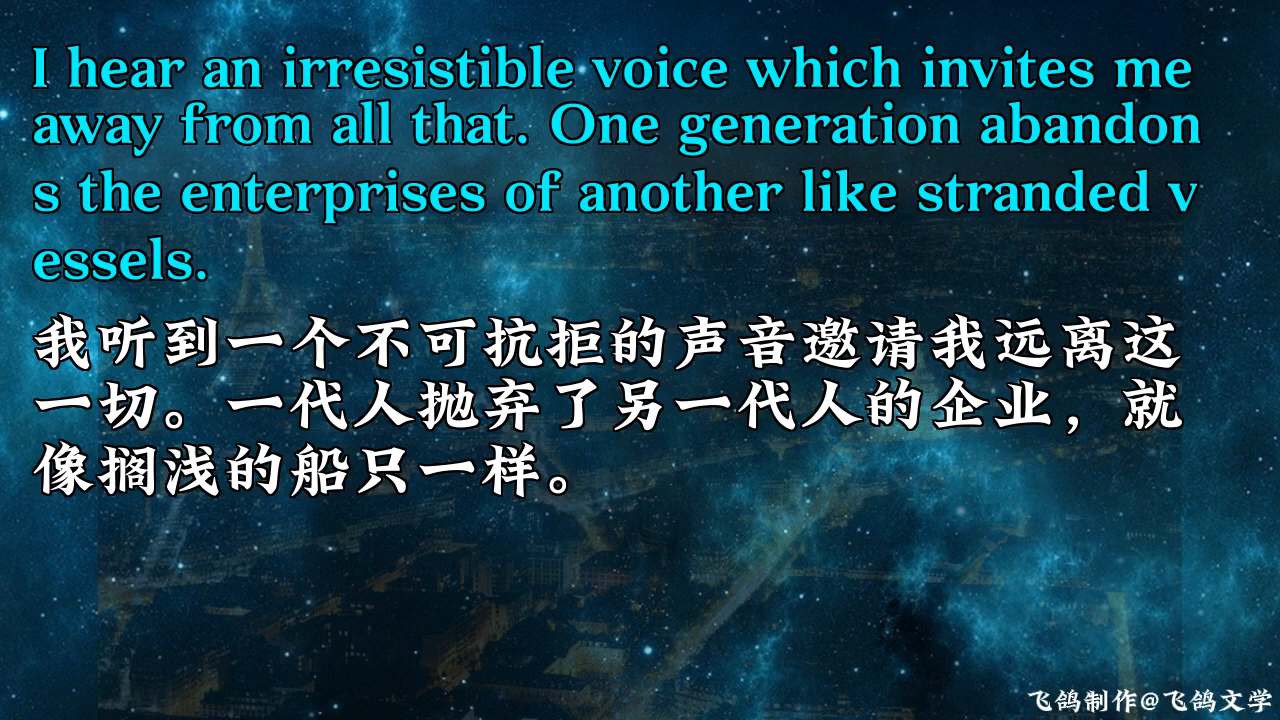 I hear an irresistible voice which invites me
away from all that. One generation abandon
s the enterprises of another like stranded v
essels.
我听到一个不可抗拒的声音邀请我远离这
一切。一代人抛弃了另一代人的企业，就
像搁浅的船只一样。
飞鸽制作@飞鸽文学